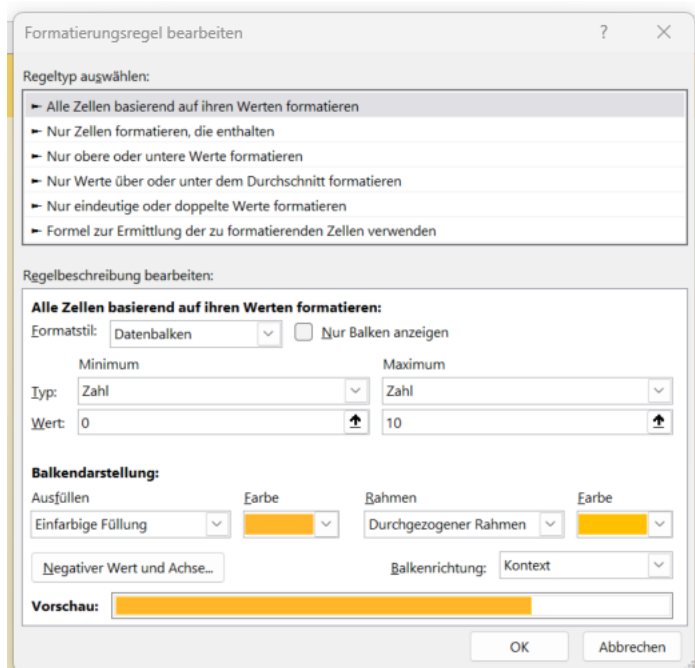 Formatierungsregel bearbeiten ?
Regeltyp auswählen:
► Alle Zellen basierend auf ihren Werten formatieren
► Nur Zellen formatieren, die enthalten
► Nur obere oder untere Werte formatieren
► Nur Werte über oder unter dem Durchschnitt formatieren
► Nur eindeutige oder doppelte Werte formatieren
► Formel zur Ermittlung der zu formatierenden Zellen verwenden
Regelbeschreibung bearbeiten:
Alle Zellen basierend auf ihren Werten formatieren:
Formatstil: Datenbalken Nur Balken anzeigen
Minimum Maximum
Typ: Zahl Zahl
Wert: 0 10
Balkendarstellung:
Ausfüllen Farbe Rahmen Farbe
Einfarbige Füllung Durchgezogener Rahmen
Negativer Wert und Achse... Balkenrichtung: Kontext
Vorschau:
OK Abbrechen